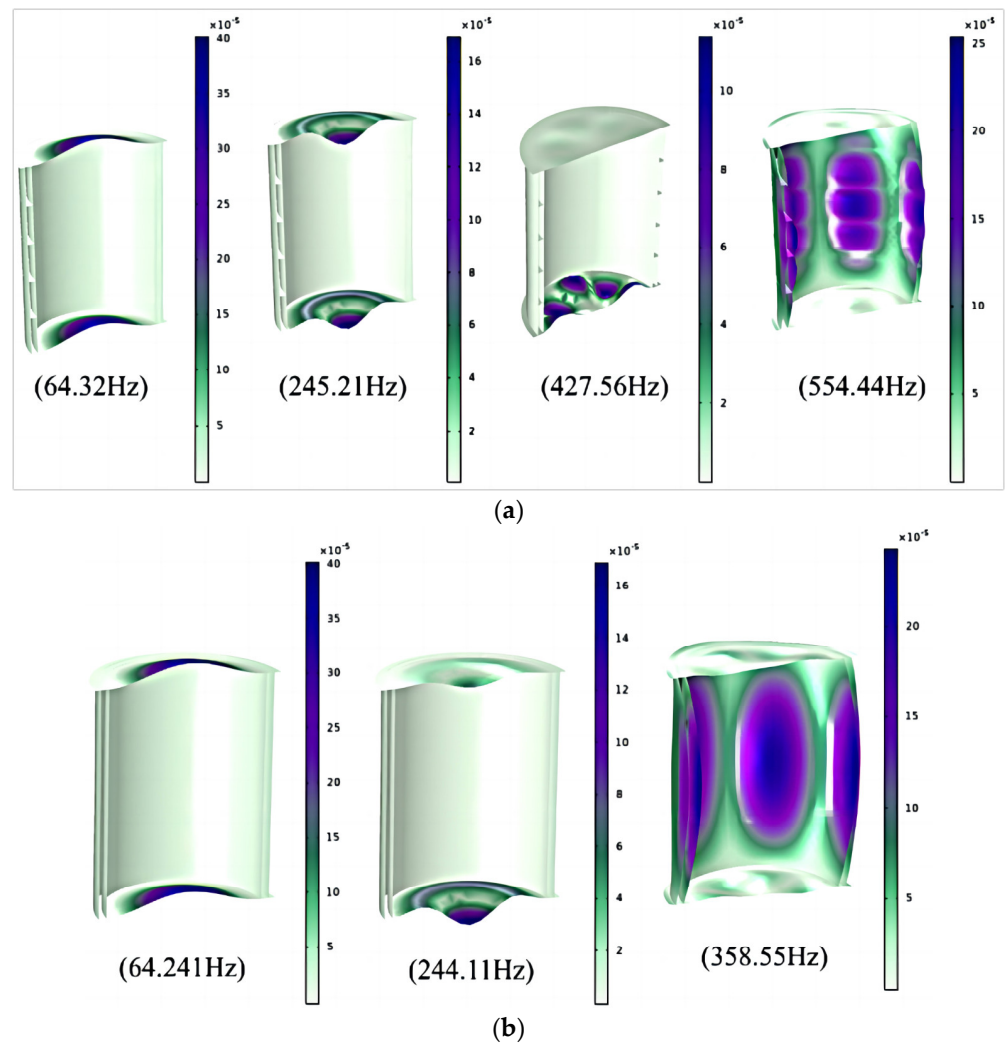 ×10⁻⁵ ×10⁻⁵ ×10⁻⁵ ×10⁻⁵
40 35 30 25 20 15 10 5
16 14 12 10 8 6 4 2
10 8 6 4 2
25 20 15 10 5
(64.32Hz) (245.21Hz) (427.56Hz) (554.44Hz)
(a)
×10⁻⁵ ×10⁻⁵ ×10⁻⁵
40 35 30 25 20 15 10 5
16 14 12 10 8 6 4 2
20 15 10 5
(64.241Hz) (244.11Hz) (358.55Hz)
(b)